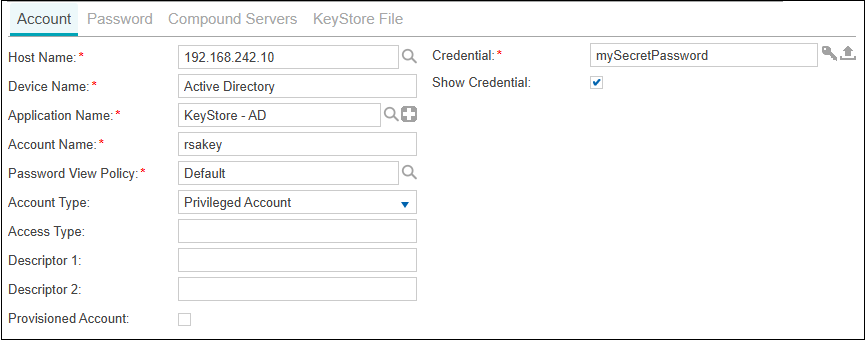 Account Password Compound Servers KeyStore File
Host Name:* 192.168.242.10 Credential:* mySecretPassword
Device Name:* Active Directory Show Credential:
Application Name:* KeyStore - AD
Account Name:* rsakey
Password View Policy:* Default
Account Type: Privileged Account
Access Type:
Descriptor 1:
Descriptor 2:
Provisioned Account: